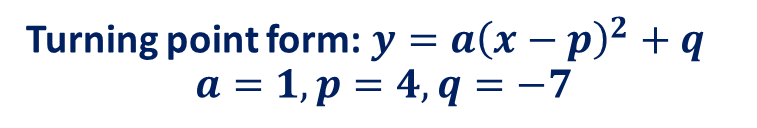 Turning point form: y = a(x − p)² + q
a = 1, p = 4, q = −7